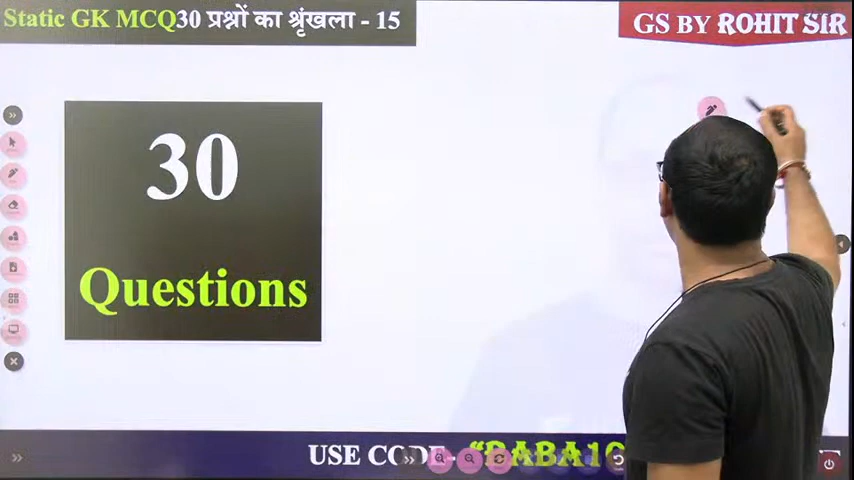 Static GK MCQ30 प्रश्नों का श्रृंखला - 15
GS BY ROHIT SIR
30
Questions
USE CODE-